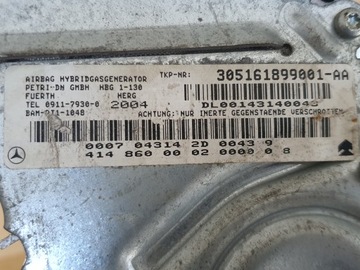 AIRBAG HYBRIDGASGENERATOR TKP-NR: 305161899001-AA
PETRI-DN GMBH HBG 1-130
FUERTH HERG
TEL 0911-7930-0 2004 DL00143140043
BAM-PT1-1048 ACHTUNG: NUR INERTE GEGENSTAENDE VERSCHROTTEN
0007 04314 2D 0043 9
414 860 00 02 0000 0 8